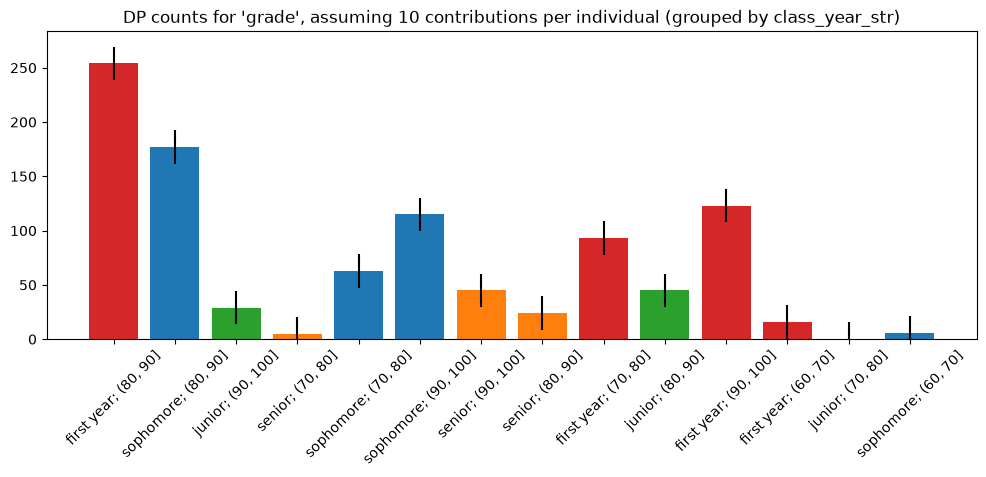 DP counts for 'grade', assuming 10 contributions per individual (grouped by class_year_str)
250
200
150
100
50
0
first year; (80, 90]
sophomore; (80, 90]
junior; (90, 100]
senior; (70, 80]
sophomore; (70, 80]
sophomore; (90, 100]
senior; (90, 100]
senior; (80, 90]
first year; (70, 80]
junior; (80, 90]
first year; (90, 100]
first year; (60, 70]
junior; (70, 80]
sophomore; (60, 70]